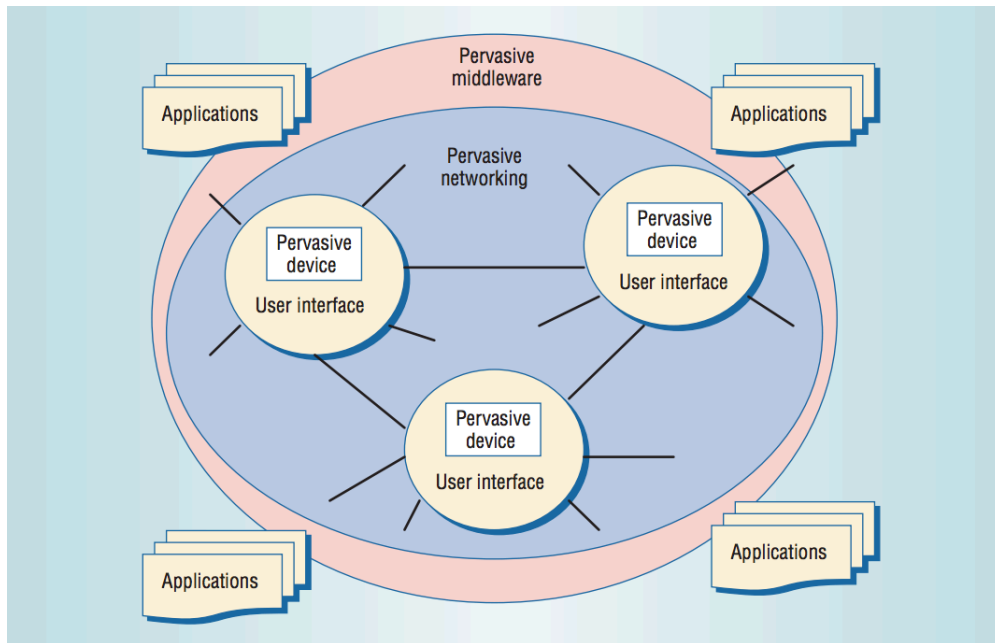 Pervasive
middleware
Applications
Applications
Pervasive
networking
Pervasive
device
User interface
Pervasive
device
User interface
Pervasive
device
User interface
Applications
Applications